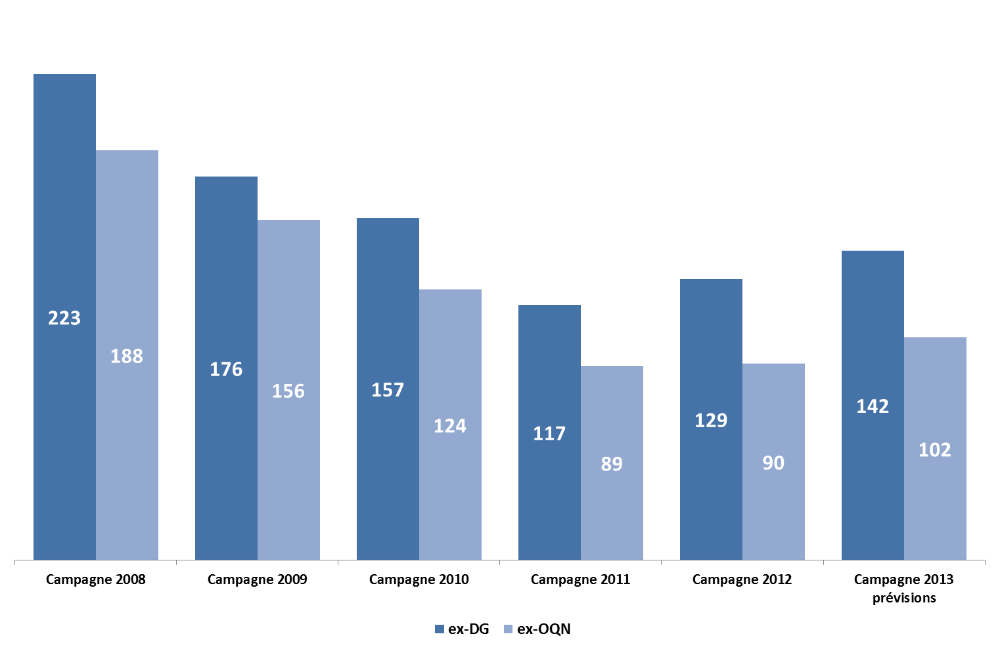 223
188
176
156
157
124
117
89
129
90
142
102
Campagne 2008
Campagne 2009
Campagne 2010
Campagne 2011
Campagne 2012
Campagne 2013
prévisions
ex-DG
ex-OQN